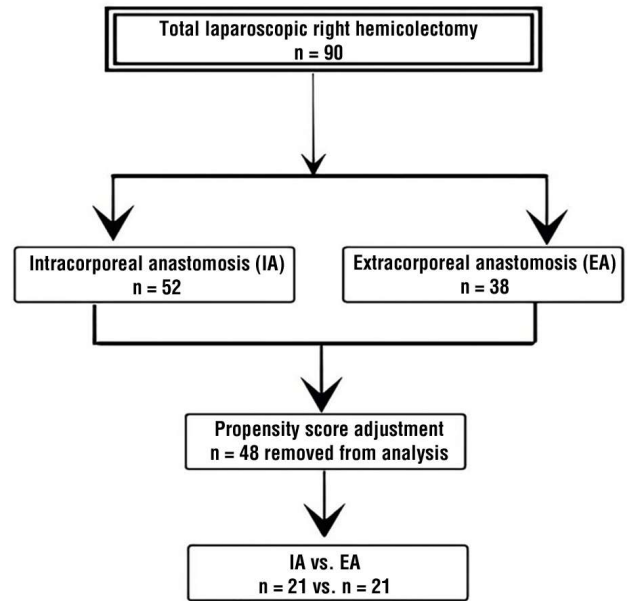 Total laparoscopic right hemicolectomy
n = 90
Intracorporeal anastomosis (IA)
n = 52
Extracorporeal anastomosis (EA)
n = 38
Propensity score adjustment
n = 48 removed from analysis
IA vs. EA
n = 21 vs. n = 21